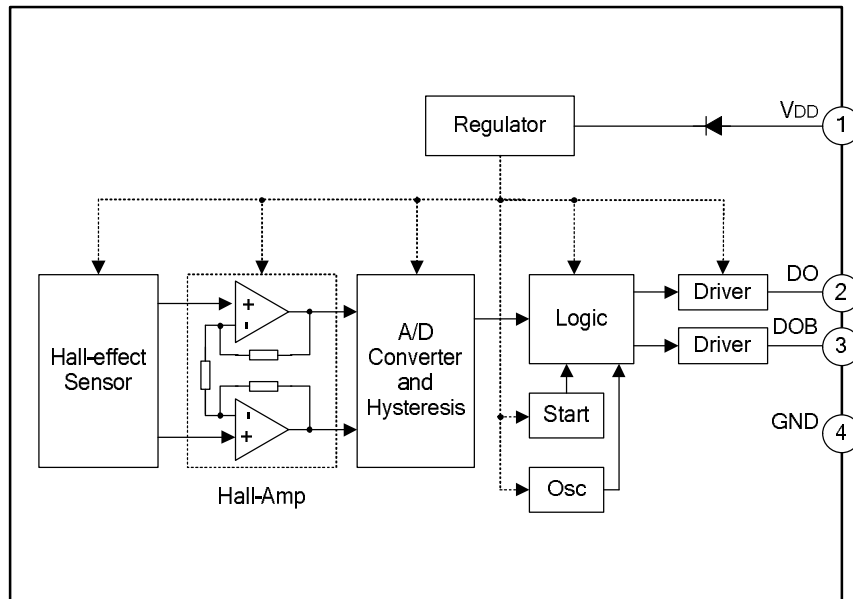 Regulator
VDD
1
Hall-effect
Sensor
+
-
-
+
Hall-Amp
A/D
Converter
and
Hysteresis
Logic
Driver
DO
2
Driver
DOB
3
Start
GND
4
Osc